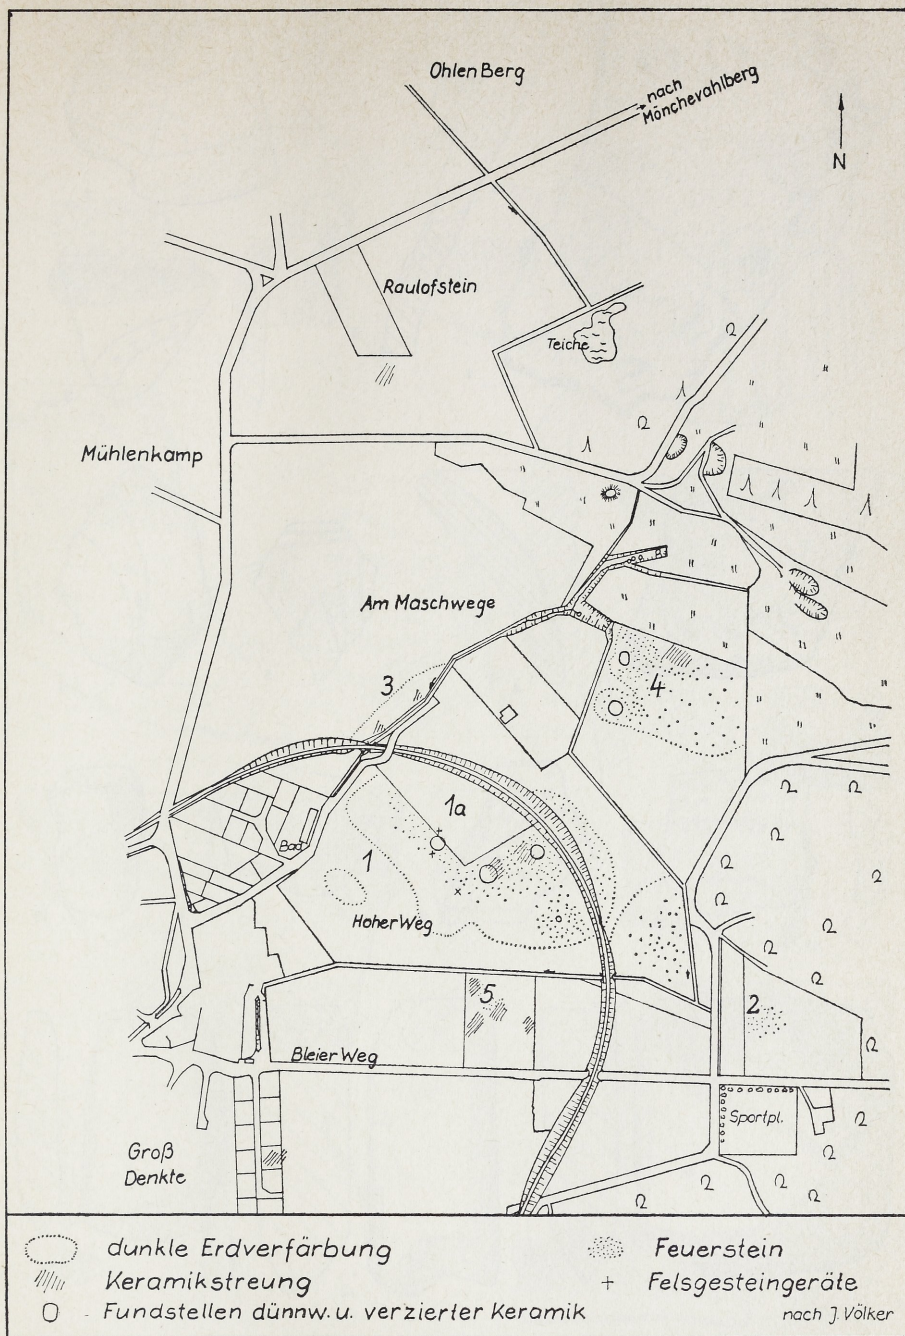 Ohlen Berg
nach
Mönchevahlberg
N
Raulofstein
Teiche
Mühlenkamp
Am Maschwege
3
4
1a
Bad
1
Hoher Weg
5
2
Bleier Weg
Sportpl.
Groß
Denkte
dunkle Erdverfärbung
Feuerstein
Keramikstreung
Felsgesteingeräte
Fundstellen dünnw. u. verzierter Keramik
nach J. Völker